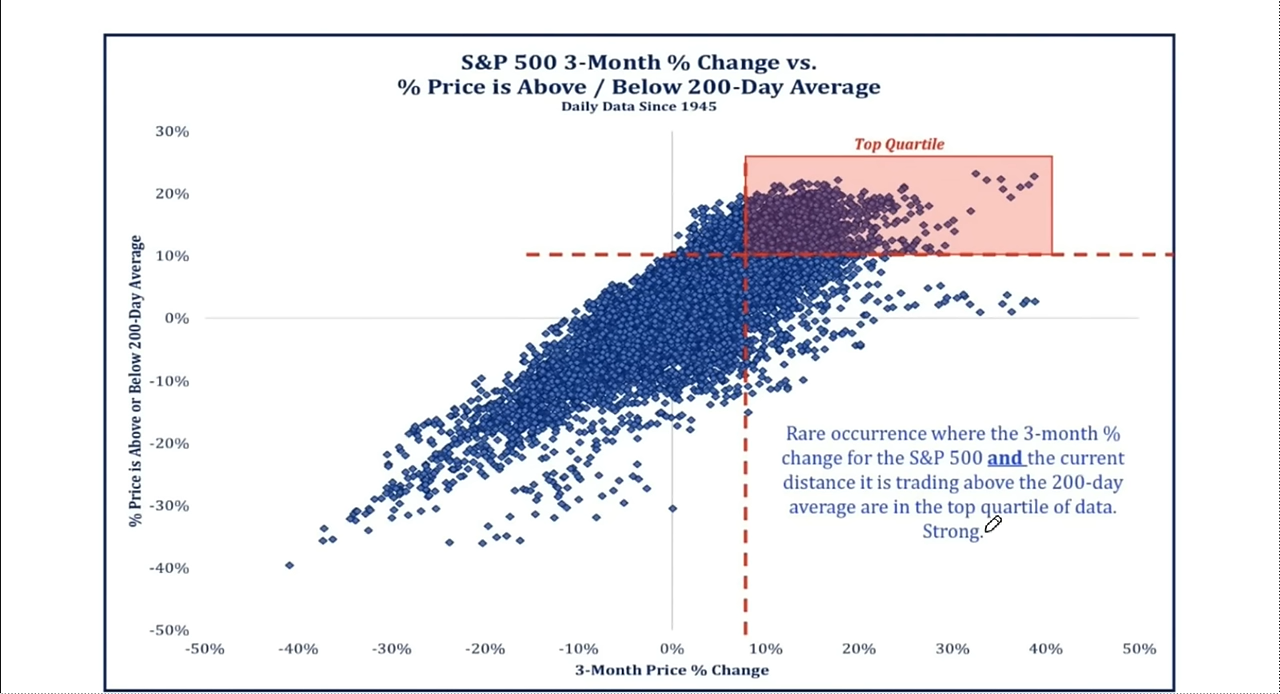 S&P 500 3-Month % Change vs.
% Price is Above / Below 200-Day Average
Daily Data Since 1945
Top Quartile
30%
20%
10%
0%
-10%
-20%
-30%
-40%
-50%
% Price is Above or Below 200-Day Average
Rare occurrence where the 3-month %
change for the S&P 500 and the current
distance it is trading above the 200-day
average are in the top quartile of data.
Strong.
-50% -40% -30% -20% -10% 0% 10% 20% 30% 40% 50%
3-Month Price % Change